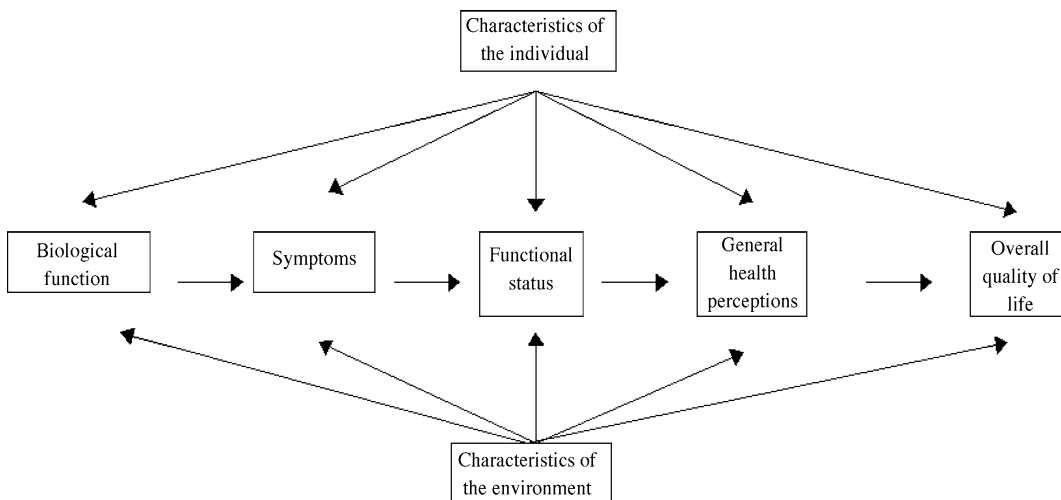 Characteristics of
the individual
Biological
function
Symptoms
Functional
status
General
health
perceptions
Overall
quality of
life
Characteristics of
the environment